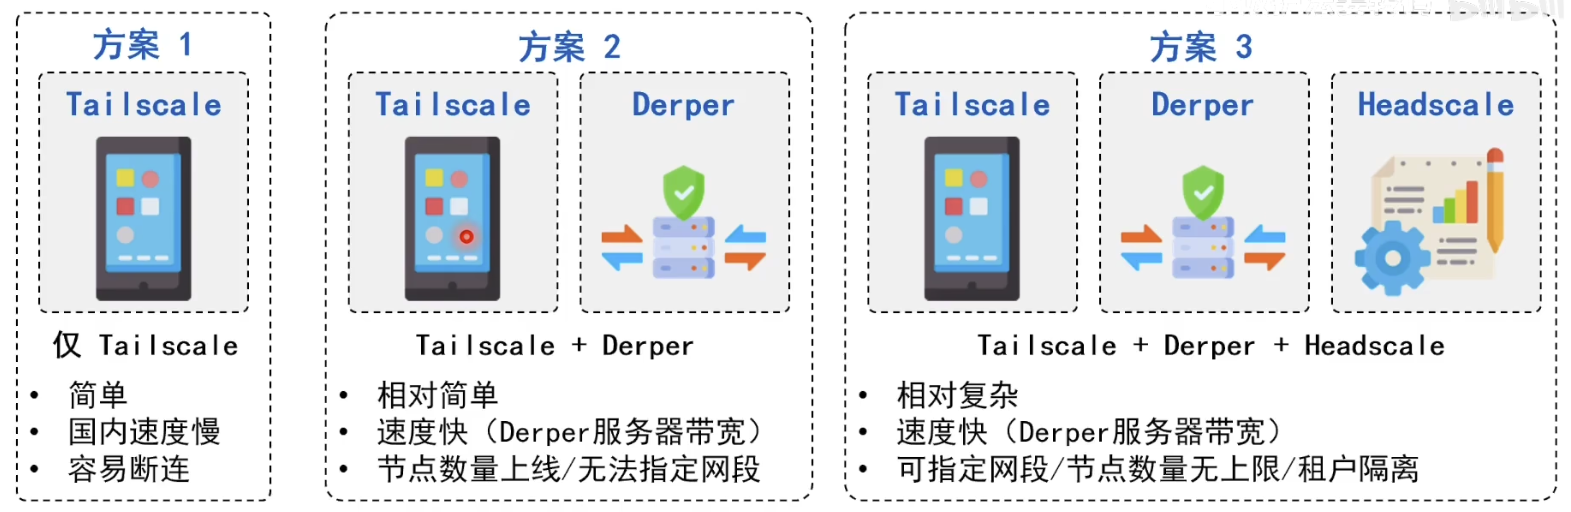 方案 1
Tailscale
仅 Tailscale
• 简单
• 国内速度慢
• 容易断连
方案 2
Tailscale
Derper
Tailscale + Derper
• 相对简单
• 速度快（Derper服务器带宽）
• 节点数量上线/无法指定网段
方案 3
Tailscale
Derper
Headscale
Tailscale + Derper + Headscale
• 相对复杂
• 速度快（Derper服务器带宽）
• 可指定网段/节点数量无上限/租户隔离